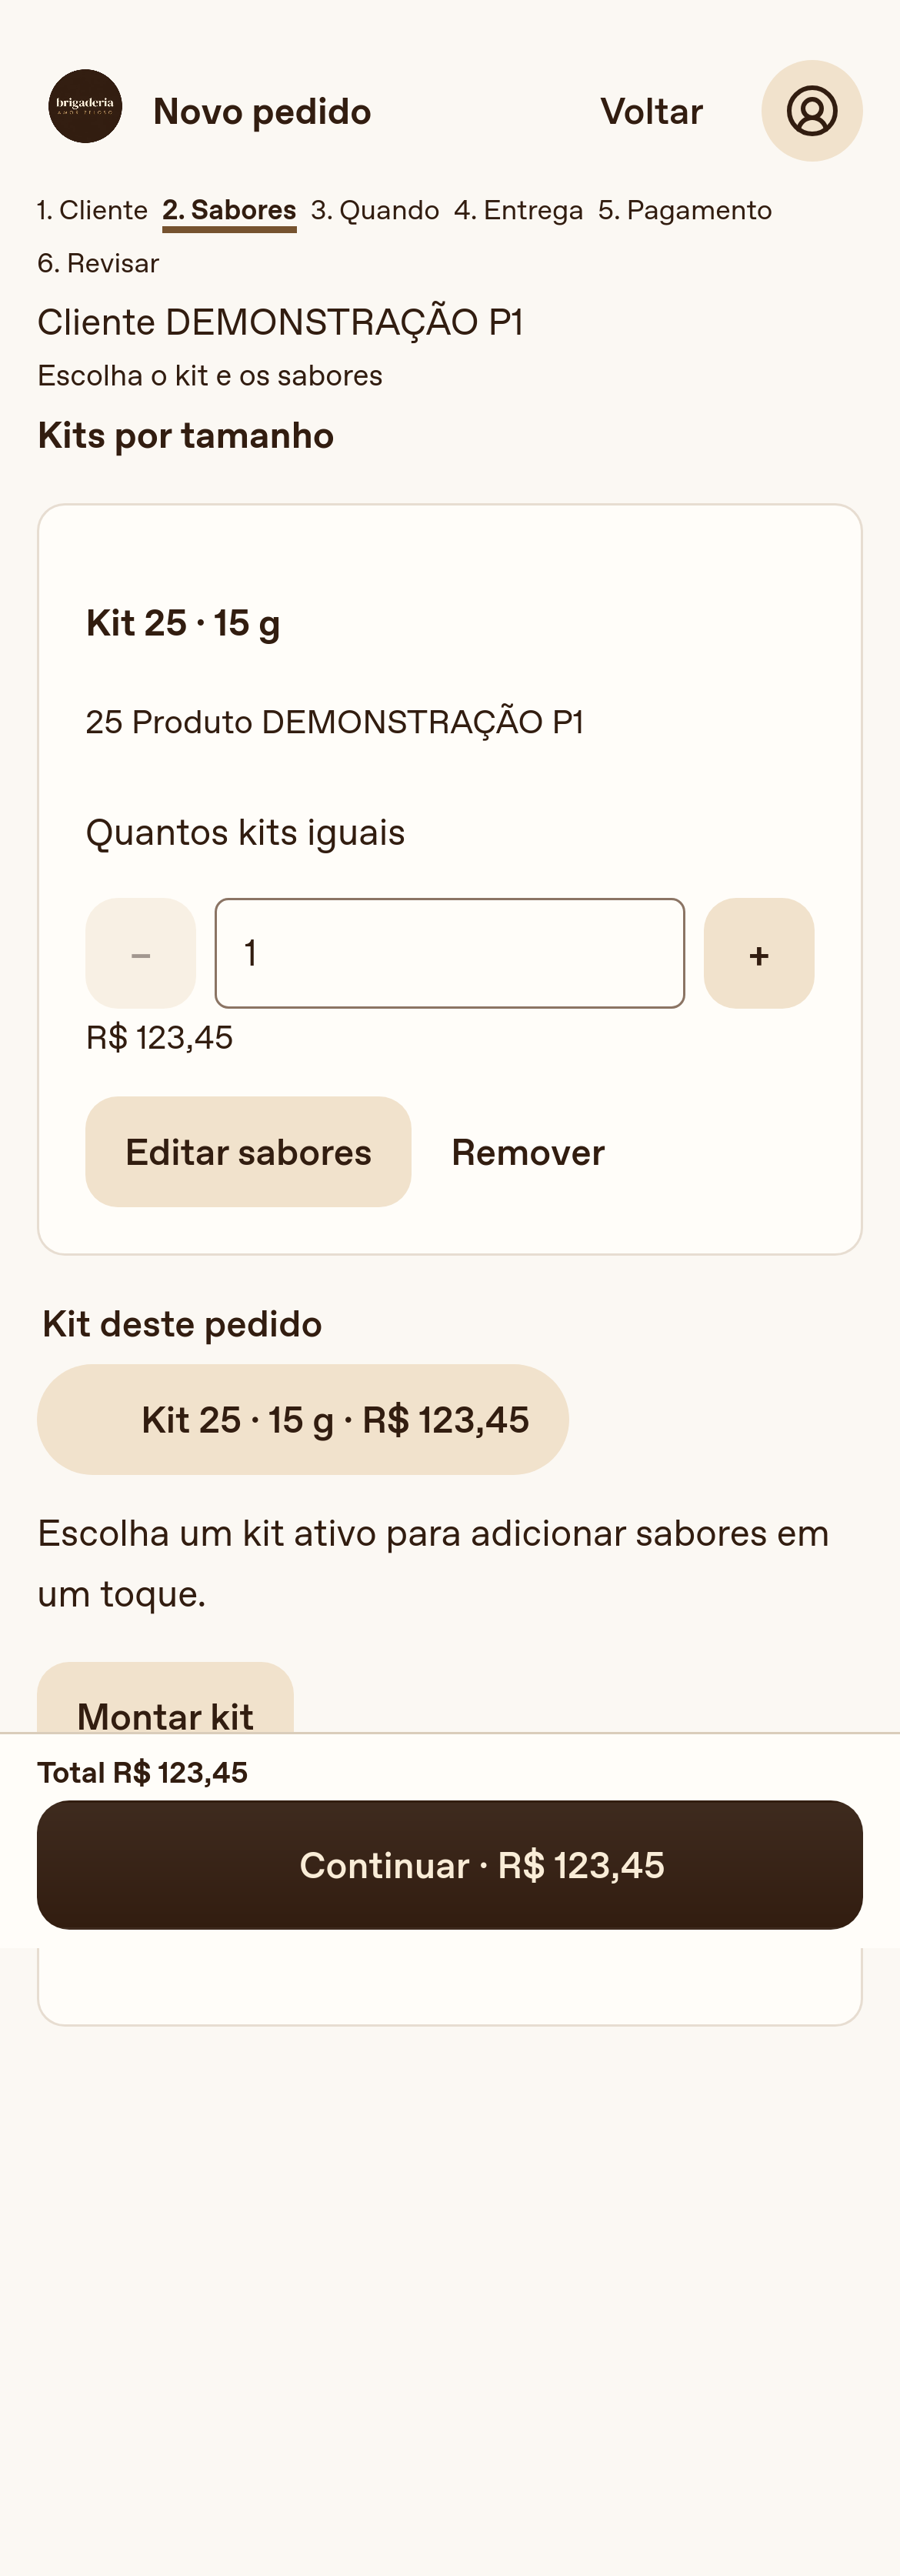 brigaderia
Novo pedido
Voltar
1. Cliente 2. Sabores 3. Quando 4. Entrega 5. Pagamento
6. Revisar
Cliente DEMONSTRAÇÃO P1
Escolha o kit e os sabores
Kits por tamanho
Kit 25 · 15 g
25 Produto DEMONSTRAÇÃO P1
Quantos kits iguais
− 1 +
R$ 123,45
Editar sabores
Remover
Kit deste pedido
Kit 25 · 15 g · R$ 123,45
Escolha um kit ativo para adicionar sabores em
um toque.
Montar kit
Total R$ 123,45
Continuar · R$ 123,45